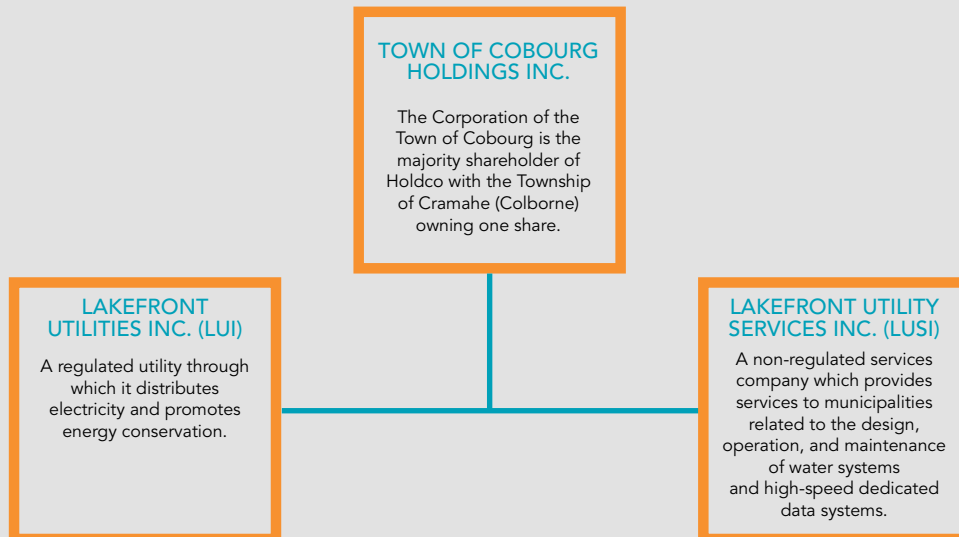 TOWN OF COBOURG
HOLDINGS INC.
The Corporation of the
Town of Cobourg is the
majority shareholder of
Holdco with the Township
of Cramahe (Colborne)
owning one share.
LAKEFRONT
UTILITIES INC. (LUI)
A regulated utility through
which it distributes
electricity and promotes
energy conservation.
LAKEFRONT UTILITY
SERVICES INC. (LUSI)
A non-regulated services
company which provides
services to municipalities
related to the design,
operation, and maintenance
of water systems
and high-speed dedicated
data systems.